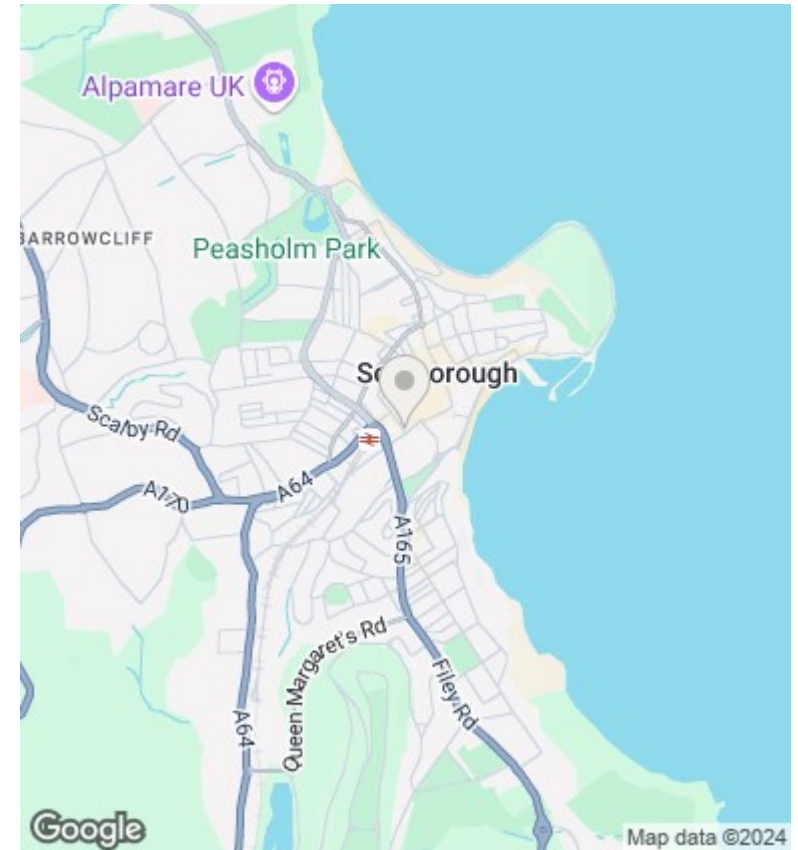 Alpamare UK
BARROWCLIFF
Peasholm Park
Scalby Rd
A170
A64
A165
Queen Margaret's Rd
Filey Rd
A64
Google
Map data ©2024